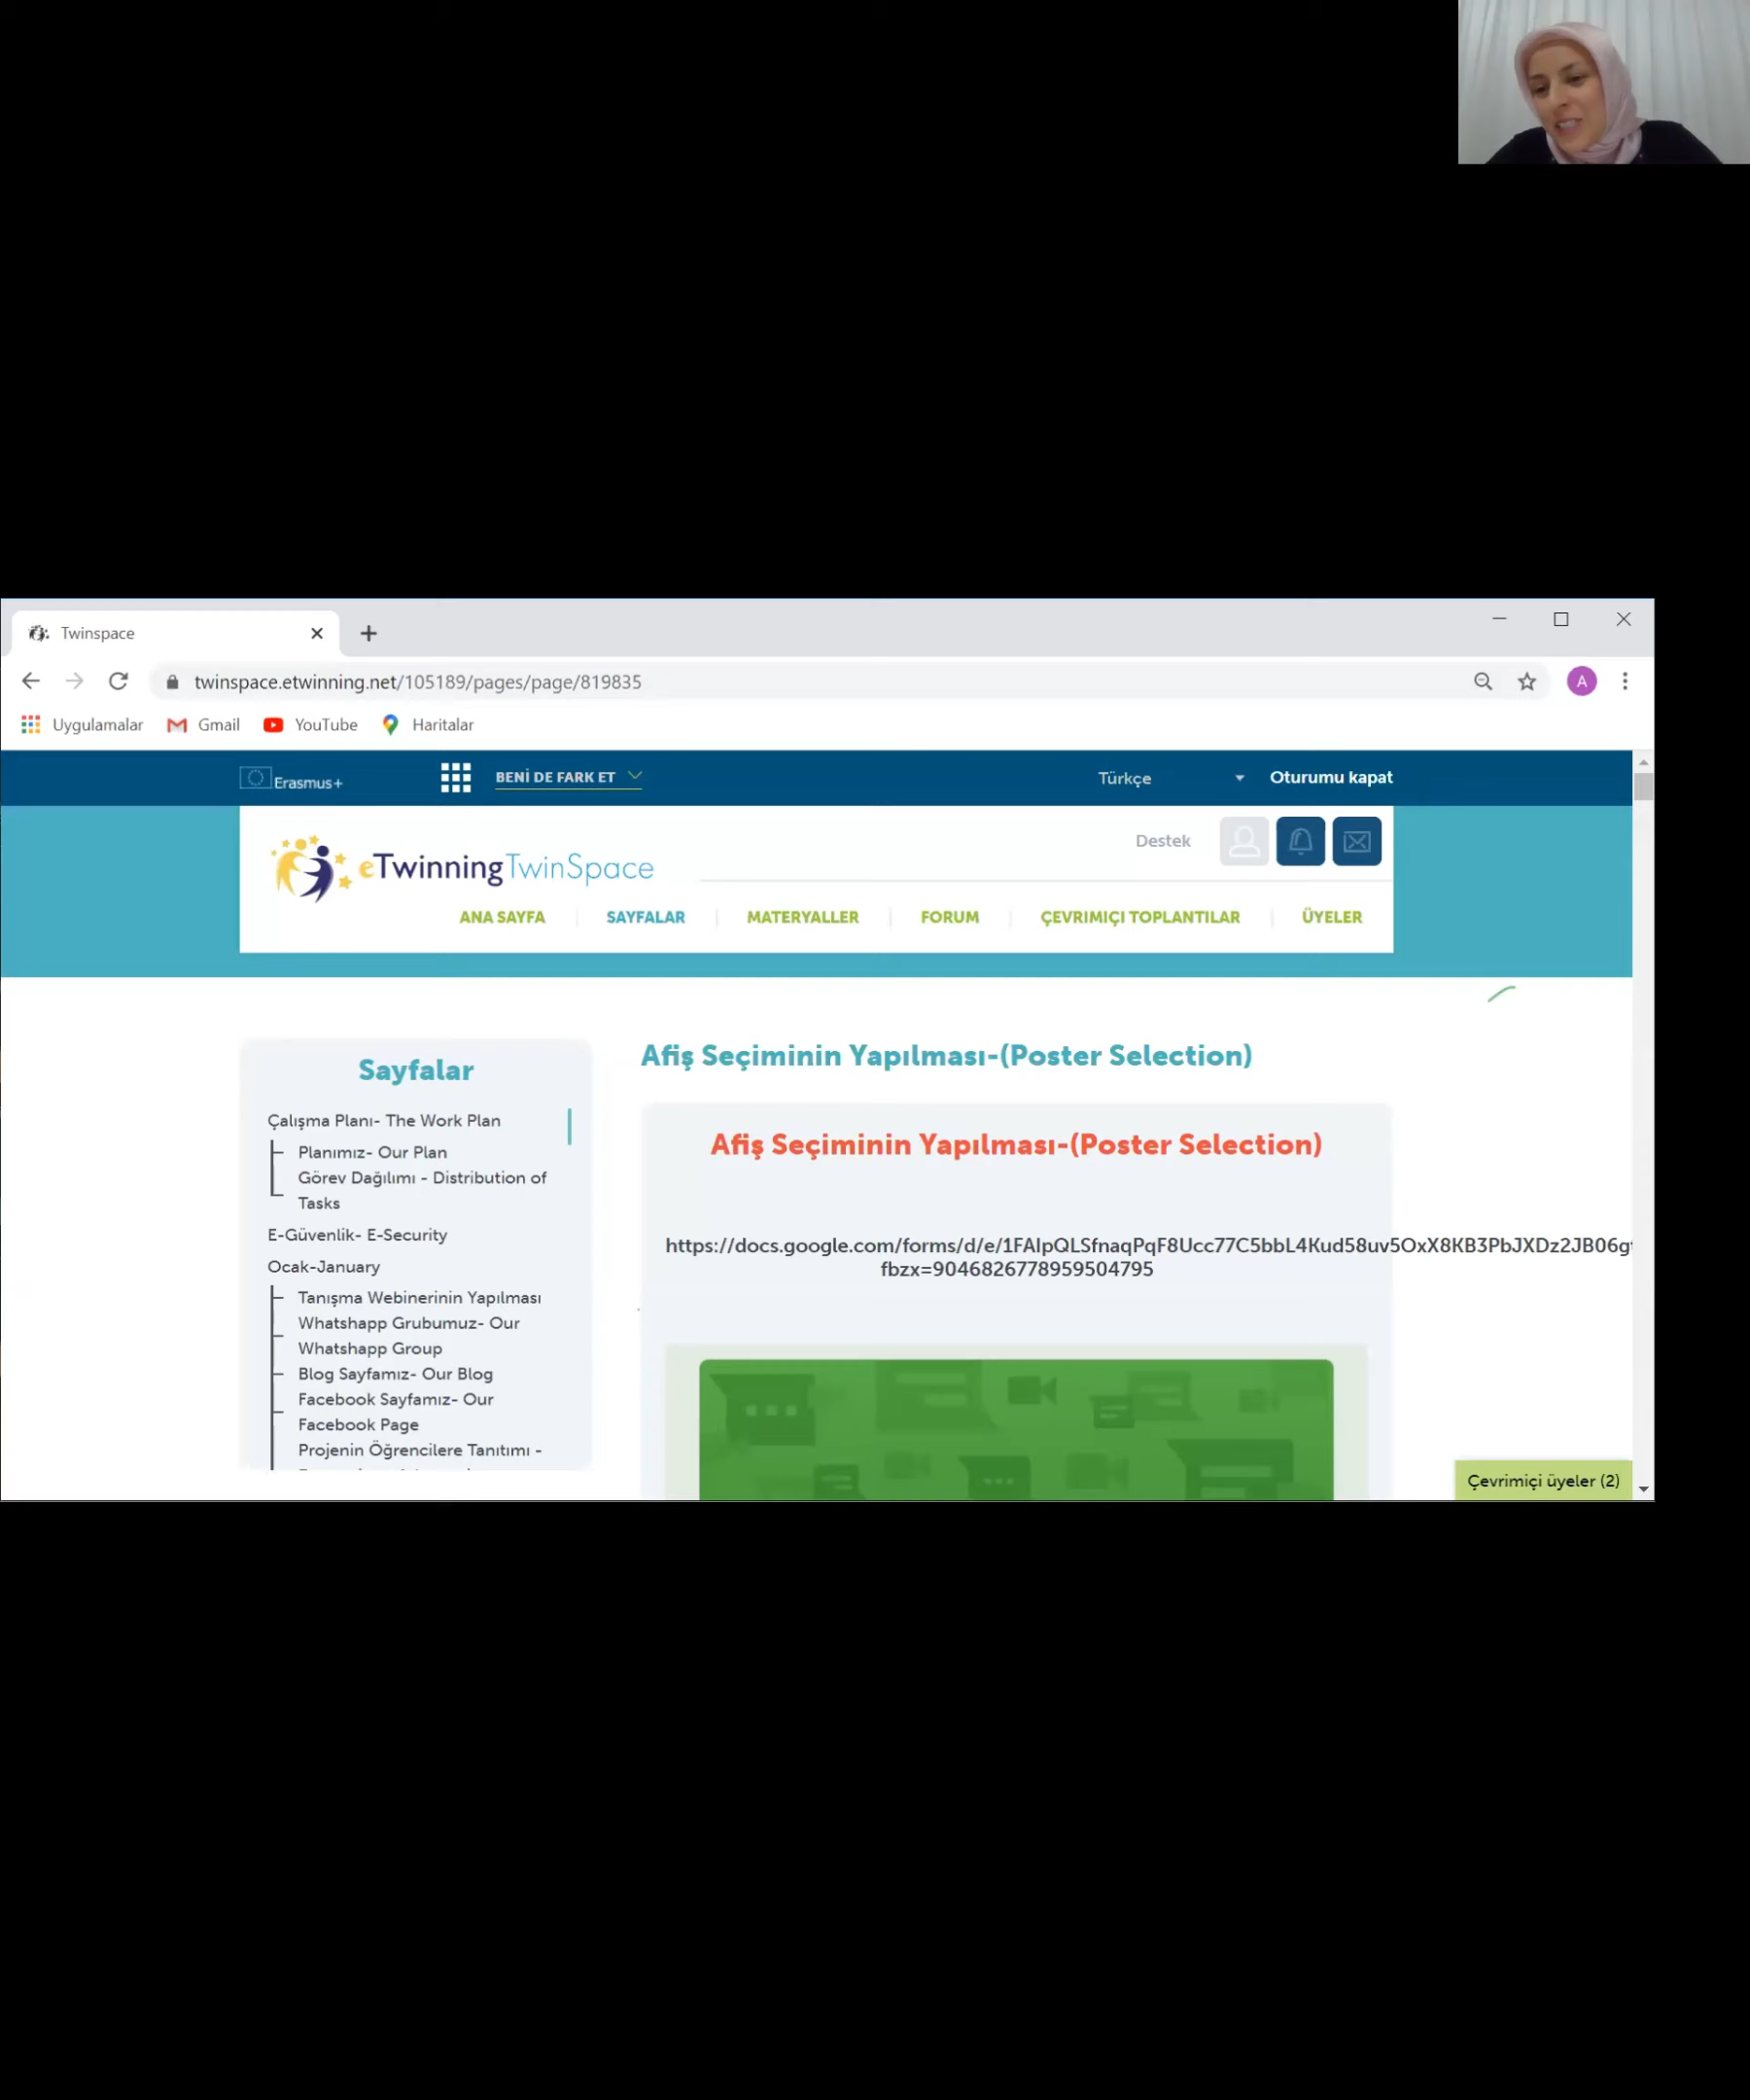 Twinspace
twinspace.etwinning.net/105189/pages/page/819835
A
Uygulamalar
Gmail
YouTube
Haritalar
Erasmus+
BENİ DE FARK ET
Türkçe
Oturumu kapat
Destek
eTwinningTwinSpace
ANA SAYFA
SAYFALAR
MATERYALLER
FORUM
ÇEVRIMIÇI TOPLANTILAR
ÜYELER
Sayfalar
Çalışma Planı- The Work Plan
Planımız- Our Plan
Görev Dağılımı - Distribution of
Tasks
E-Güvenlik- E-Security
Ocak-January
Tanışma Webinerinin Yapılması
Whatshapp Grubumuz- Our
Whatshapp Group
Blog Sayfamız- Our Blog
Facebook Sayfamız- Our
Facebook Page
Projenin Öğrencilere Tanıtımı -
Afiş Seçiminin Yapılması-(Poster Selection)
Afiş Seçiminin Yapılması-(Poster Selection)
https://docs.google.com/forms/d/e/1FAIpQLSfnaqPqF8Ucc77C5bbL4Kud58uv5OxX8KB3PbJXDz2JB06g
fbzx=9046826778959504795
Çevrimiçi üyeler (2)